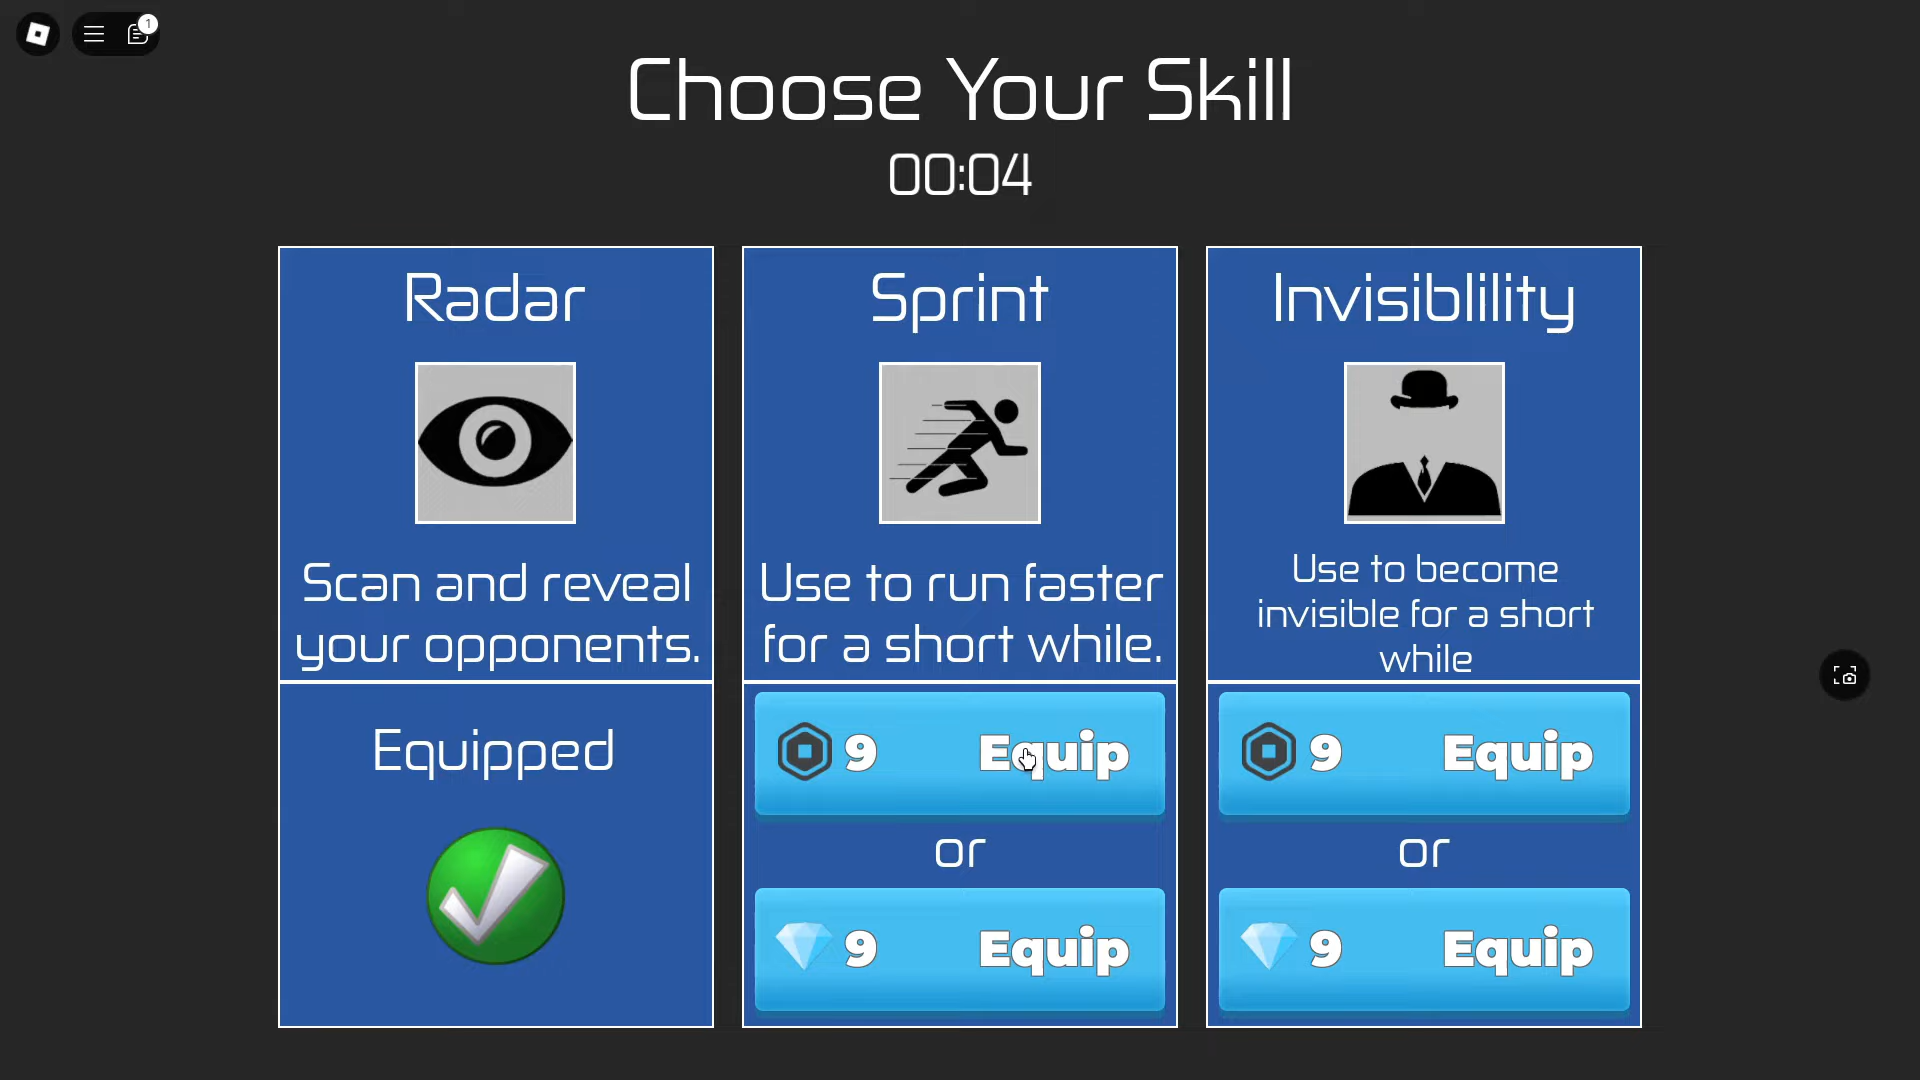 1
Choose Your Skill
00:04
Radar
Scan and reveal
your opponents.
Equipped
Sprint
Use to run faster
for a short while.
9 Equip
or
9 Equip
Invisiblility
Use to become
invisible for a short
while
9 Equip
or
9 Equip